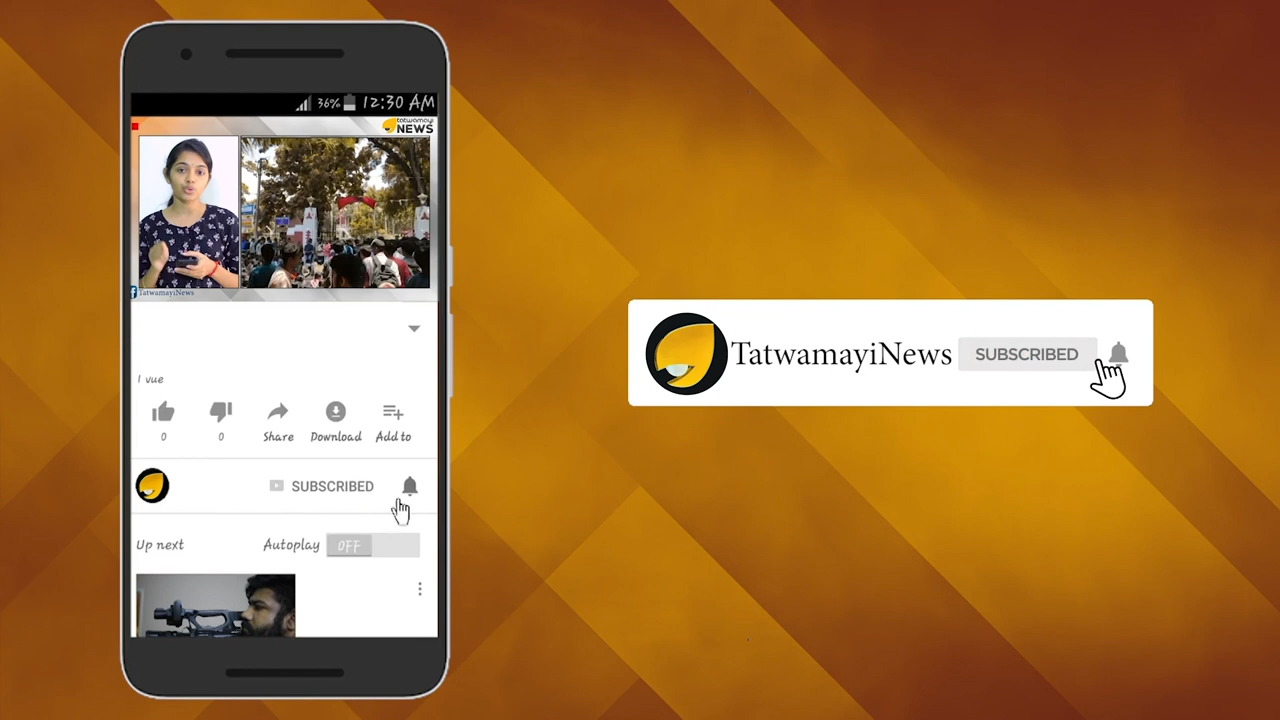 36% 12:30 AM
tatwamayi
NEWS
TatwamayiNews
1 vue
0 0 Share Download Add to
SUBSCRIBED
Up next Autoplay OFF
TatwamayiNews SUBSCRIBED